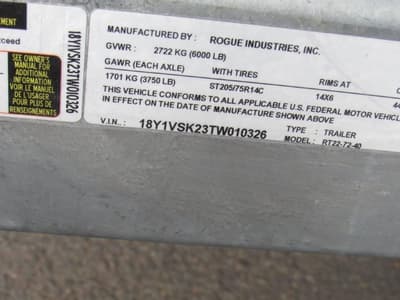 EMENT
xceed
SEE OWNER'S
MANUAL FOR
ADDITIONAL
INFORMATION
VOIR LE MANUEL
DE L'USAGER
POUR PLUS DE
RENSEIGNEMENTS
18Y1VSK23TW010326
MANUFACTURED BY: ROGUE INDUSTRIES, INC.
GVWR: 2722 KG (6000 LB)
GAWR (EACH AXLE) WITH TIRES RIMS AT
1701 KG (3750 LB) ST205/75R14C 14X6
THIS VEHICLE CONFORMS TO ALL APPLICABLE U.S. FEDERAL MOTOR VEHIC
IN EFFECT ON THE DATE OF MANUFACTURE SHOWN ABOVE
V.I.N.: 18Y1VSK23TW010326 TYPE: TRAILER
MODEL: RT22-72-40